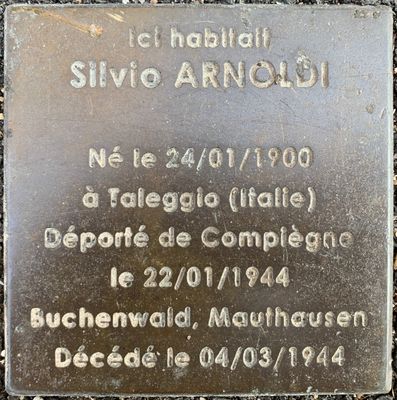 Ici habitait
Silvio ARNOLDI
Né le 24/01/1900
à Taleggio (Italie)
Déporté de Compiègne
le 22/01/1944
Buchenwald, Mauthausen
Décédé le 04/03/1944